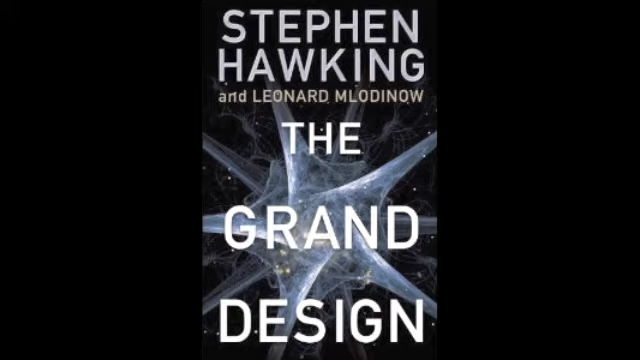 STEPHEN
HAWKING
and LEONARD MLODINOW
THE
GRAND
DESIGN